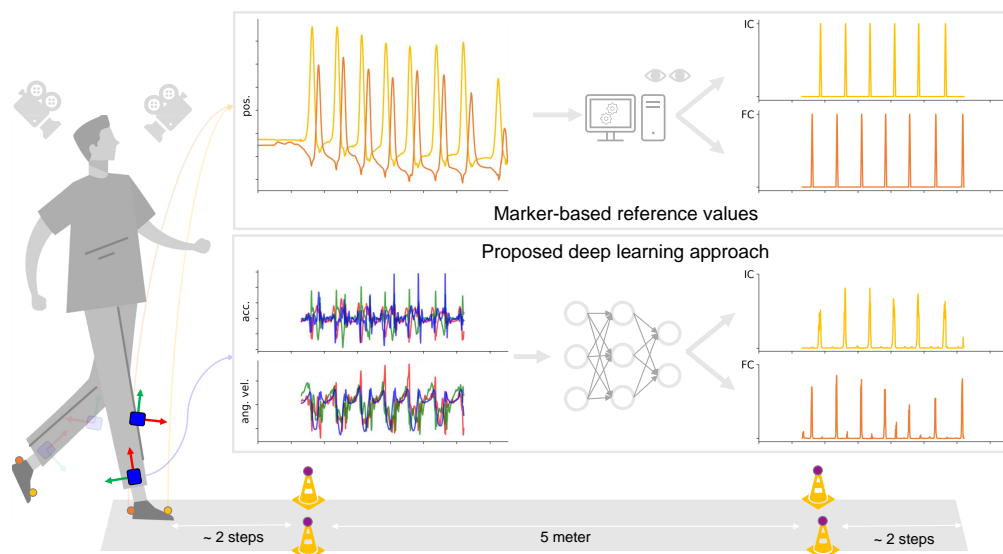 pos.
IC
FC
Marker-based reference values
Proposed deep learning approach
acc.
ang. vel.
IC
FC
~ 2 steps
5 meter
~ 2 steps